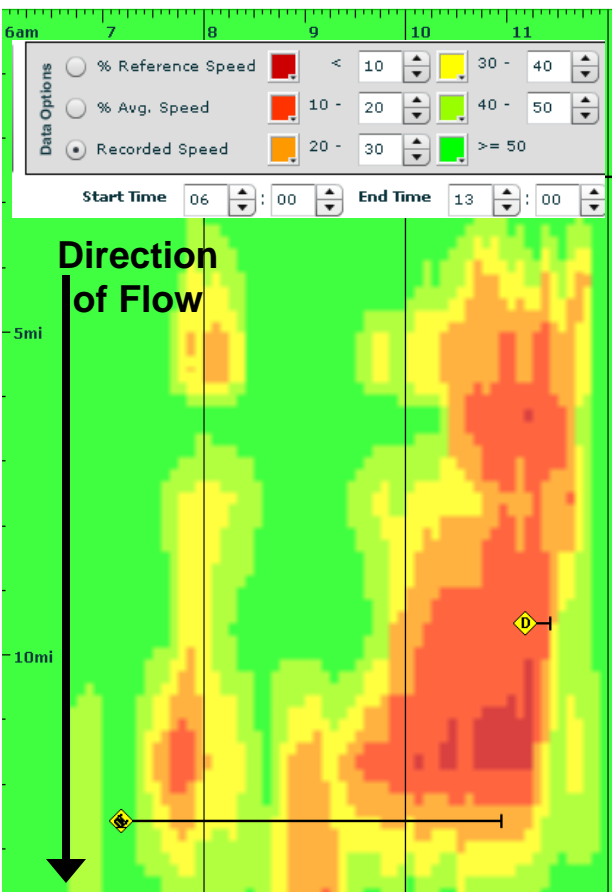 6am 7 8 9 10 11
Data Options
% Reference Speed < 10 30 - 40
% Avg. Speed 10 - 20 40 - 50
Recorded Speed 20 - 30 >= 50
Start Time 06 : 00 End Time 13 : 00
Direction
of Flow
5mi
D
10mi